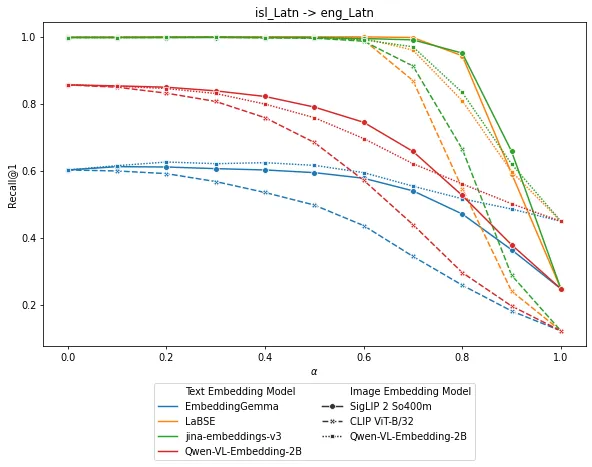 isl_Latn -> eng_Latn
1.0
0.8
0.6
0.4
0.2
Recall@1
0.0 0.2 0.4 0.6 0.8 1.0
α
Text Embedding Model Image Embedding Model
EmbeddingGemma SigLIP 2 So400m
LaBSE CLIP ViT-B/32
jina-embeddings-v3 Qwen-VL-Embedding-2B
Qwen-VL-Embedding-2B